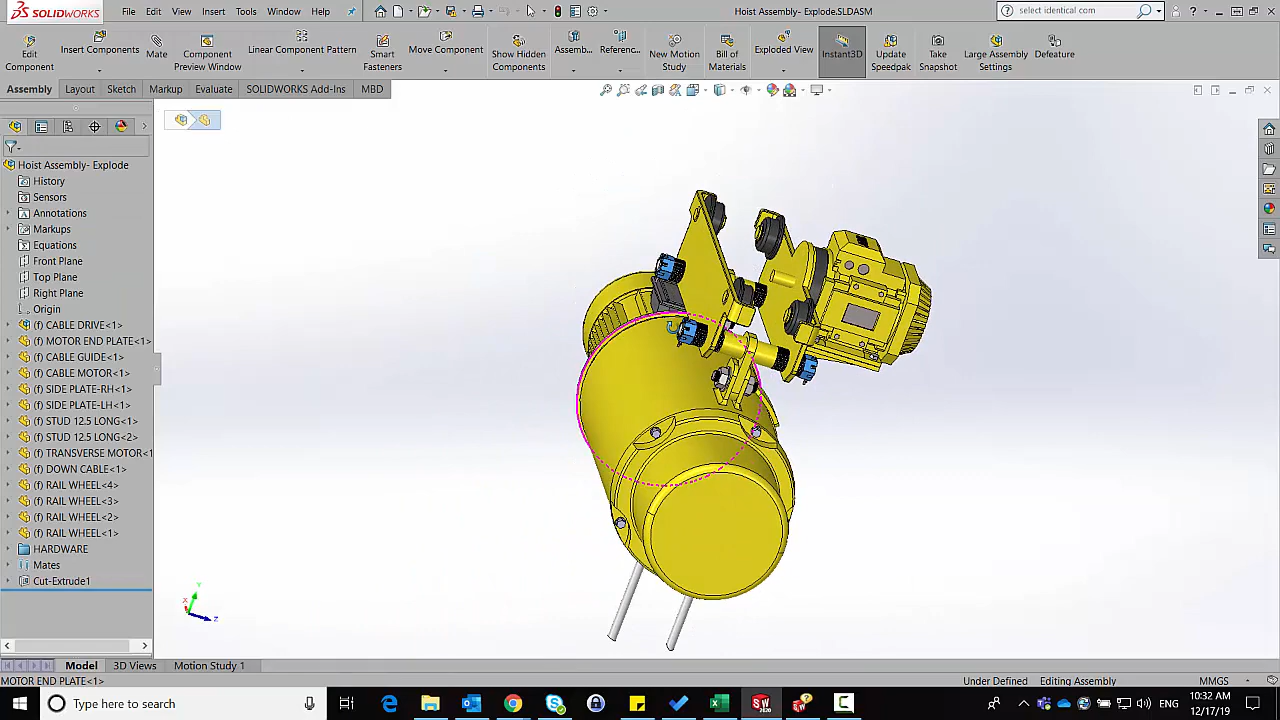 SOLIDWORKS File Edit View Insert Tools Window Help Hoist Assembly- Explode.SLDASM select identical.com
Edit Component
Insert Components
Mate
Component Preview Window
Linear Component Pattern
Smart Fasteners
Move Component
Show Hidden Components
Assemb...
Referenc...
New Motion Study
Bill of Materials
Exploded View
Instant3D
Update Speedpak
Take Snapshot
Large Assembly Settings
Defeature
Assembly Layout Sketch Markup Evaluate SOLIDWORKS Add-Ins MBD
Hoist Assembly- Explode
History
Sensors
Annotations
Markups
Equations
Front Plane
Top Plane
Right Plane
Origin
(f) CABLE DRIVE<1>
(f) MOTOR END PLATE<1>
(f) CABLE GUIDE<1>
(f) CABLE MOTOR<1>
(f) SIDE PLATE-RH<1>
(f) SIDE PLATE-LH<1>
(f) STUD 12.5 LONG<1>
(f) STUD 12.5 LONG<2>
(f) TRANSVERSE MOTOR<1
(f) DOWN CABLE<1>
(f) RAIL WHEEL<4>
(f) RAIL WHEEL<3>
(f) RAIL WHEEL<2>
(f) RAIL WHEEL<1>
HARDWARE
Mates
Cut-Extrude1
Y
X
Z
Model 3D Views Motion Study 1
MOTOR END PLATE<1> Under Defined Editing Assembly MMGS
Type here to search
ENG
10:32 AM
12/17/19